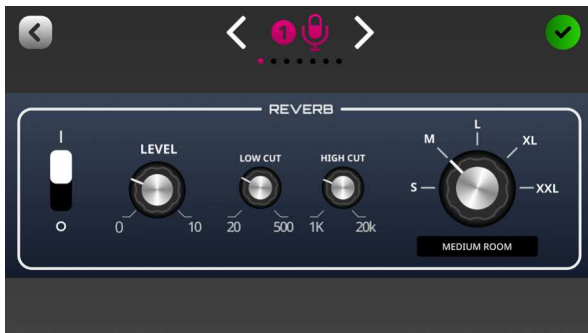 1
REVERB
I
O
LEVEL
0 10
LOW CUT
20 500
HIGH CUT
1K 20k
S M L XL XXL
MEDIUM ROOM